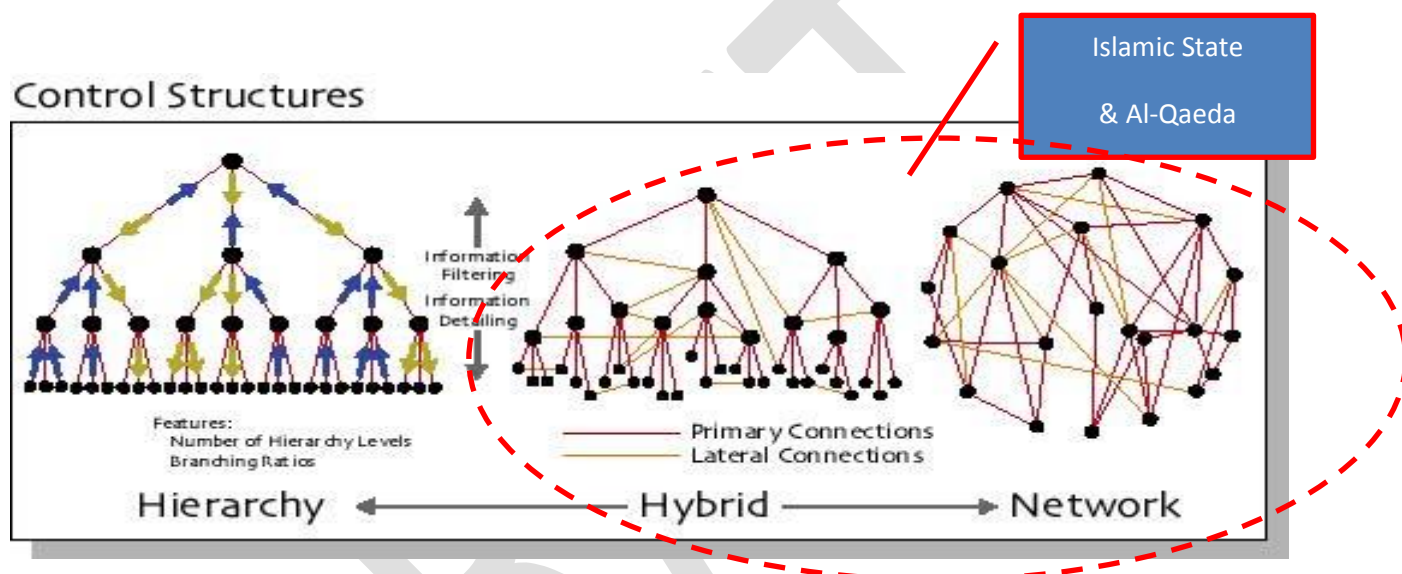 Islamic State
& Al-Qaeda
Control Structures
Information
Filtering
Information
Detailing
Features:
Number of Hierarchy Levels
Branching Ratios
Primary Connections
Lateral Connections
Hierarchy
Hybrid
Network